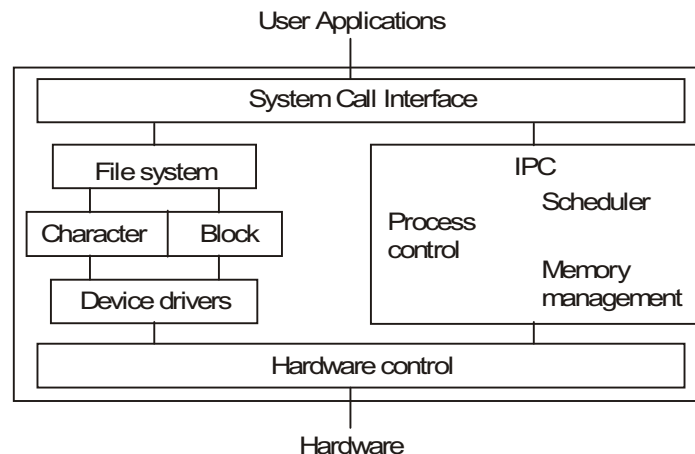 User Applications
System Call Interface
File system
Character
Block
Device drivers
IPC
Scheduler
Process
control
Memory
management
Hardware control
Hardware